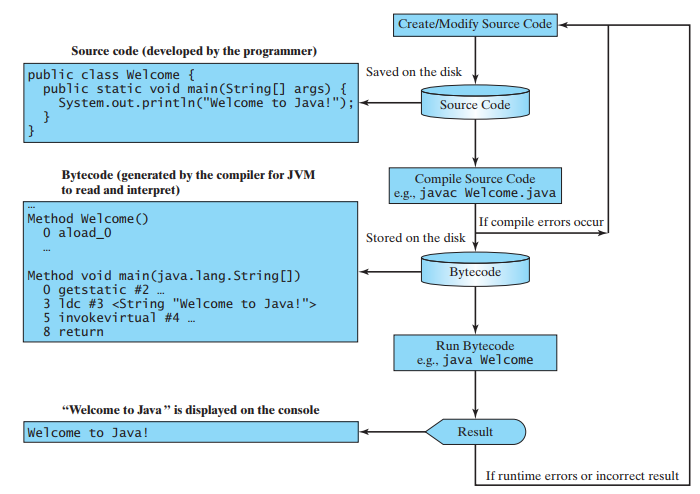 Create/Modify Source Code
Source code (developed by the programmer)
Saved on the disk
public class Welcome {
public static void main(String[] args) {
System.out.println("Welcome to Java!");
}
}
Source Code
Bytecode (generated by the compiler for JVM
to read and interpret)
Compile Source Code
e.g., javac Welcome.java
If compile errors occur
Stored on the disk
…
Method Welcome()
0 aload_0
…
Method void main(java.lang.String[])
0 getstatic #2 …
3 ldc #3 <String "Welcome to Java!">
5 invokevirtual #4 …
8 return
Bytecode
Run Bytecode
e.g., java Welcome
“Welcome to Java” is displayed on the console
Welcome to Java!
Result
If runtime errors or incorrect result